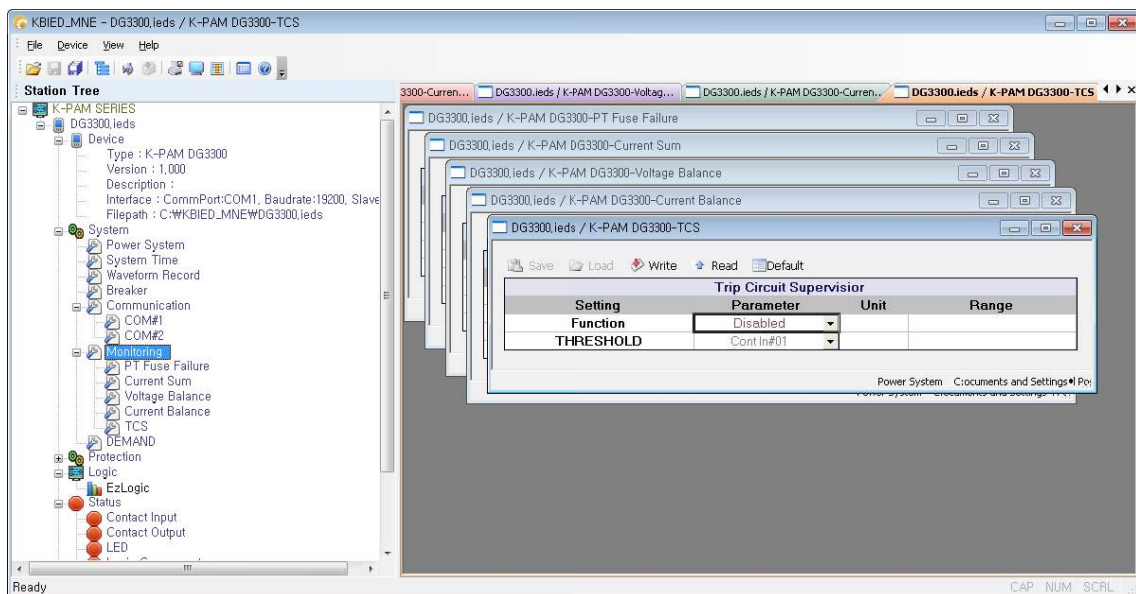 KBIED_MNE - DG3300,ieds / K-PAM DG3300-TCS
File Device View Help
Station Tree
K-PAM SERIES
DG3300,ieds
Device
Type : K-PAM DG3300
Version : 1,000
Description :
Interface : CommPort:COM1, Baudrate:19200, Slave
Filepath : C:₩KBIED_MNE₩DG3300,ieds
System
Power System
System Time
Waveform Record
Breaker
Communication
COM#1
COM#2
Monitoring
PT Fuse Failure
Current Sum
Voltage Balance
Current Balance
TCS
DEMAND
Protection
Logic
EzLogic
Status
Contact Input
Contact Output
LED
3300-Curren... DG3300.ieds / K-PAM DG3300-Voltag... DG3300.ieds / K-PAM DG3300-Curren... DG3300.ieds / K-PAM DG3300-TCS
DG3300,ieds / K-PAM DG3300-PT Fuse Failure
DG3300,ieds / K-PAM DG3300-Current Sum
DG3300,ieds / K-PAM DG3300-Voltage Balance
DG3300,ieds / K-PAM DG3300-Current Balance
DG3300,ieds / K-PAM DG3300-TCS
Save Load Write Read Default
Trip Circuit Supervisior
Setting Parameter Unit Range
Function Disabled
THRESHOLD Cont In#01
Power System C:ocuments and Settings
Ready
CAP NUM SCRL